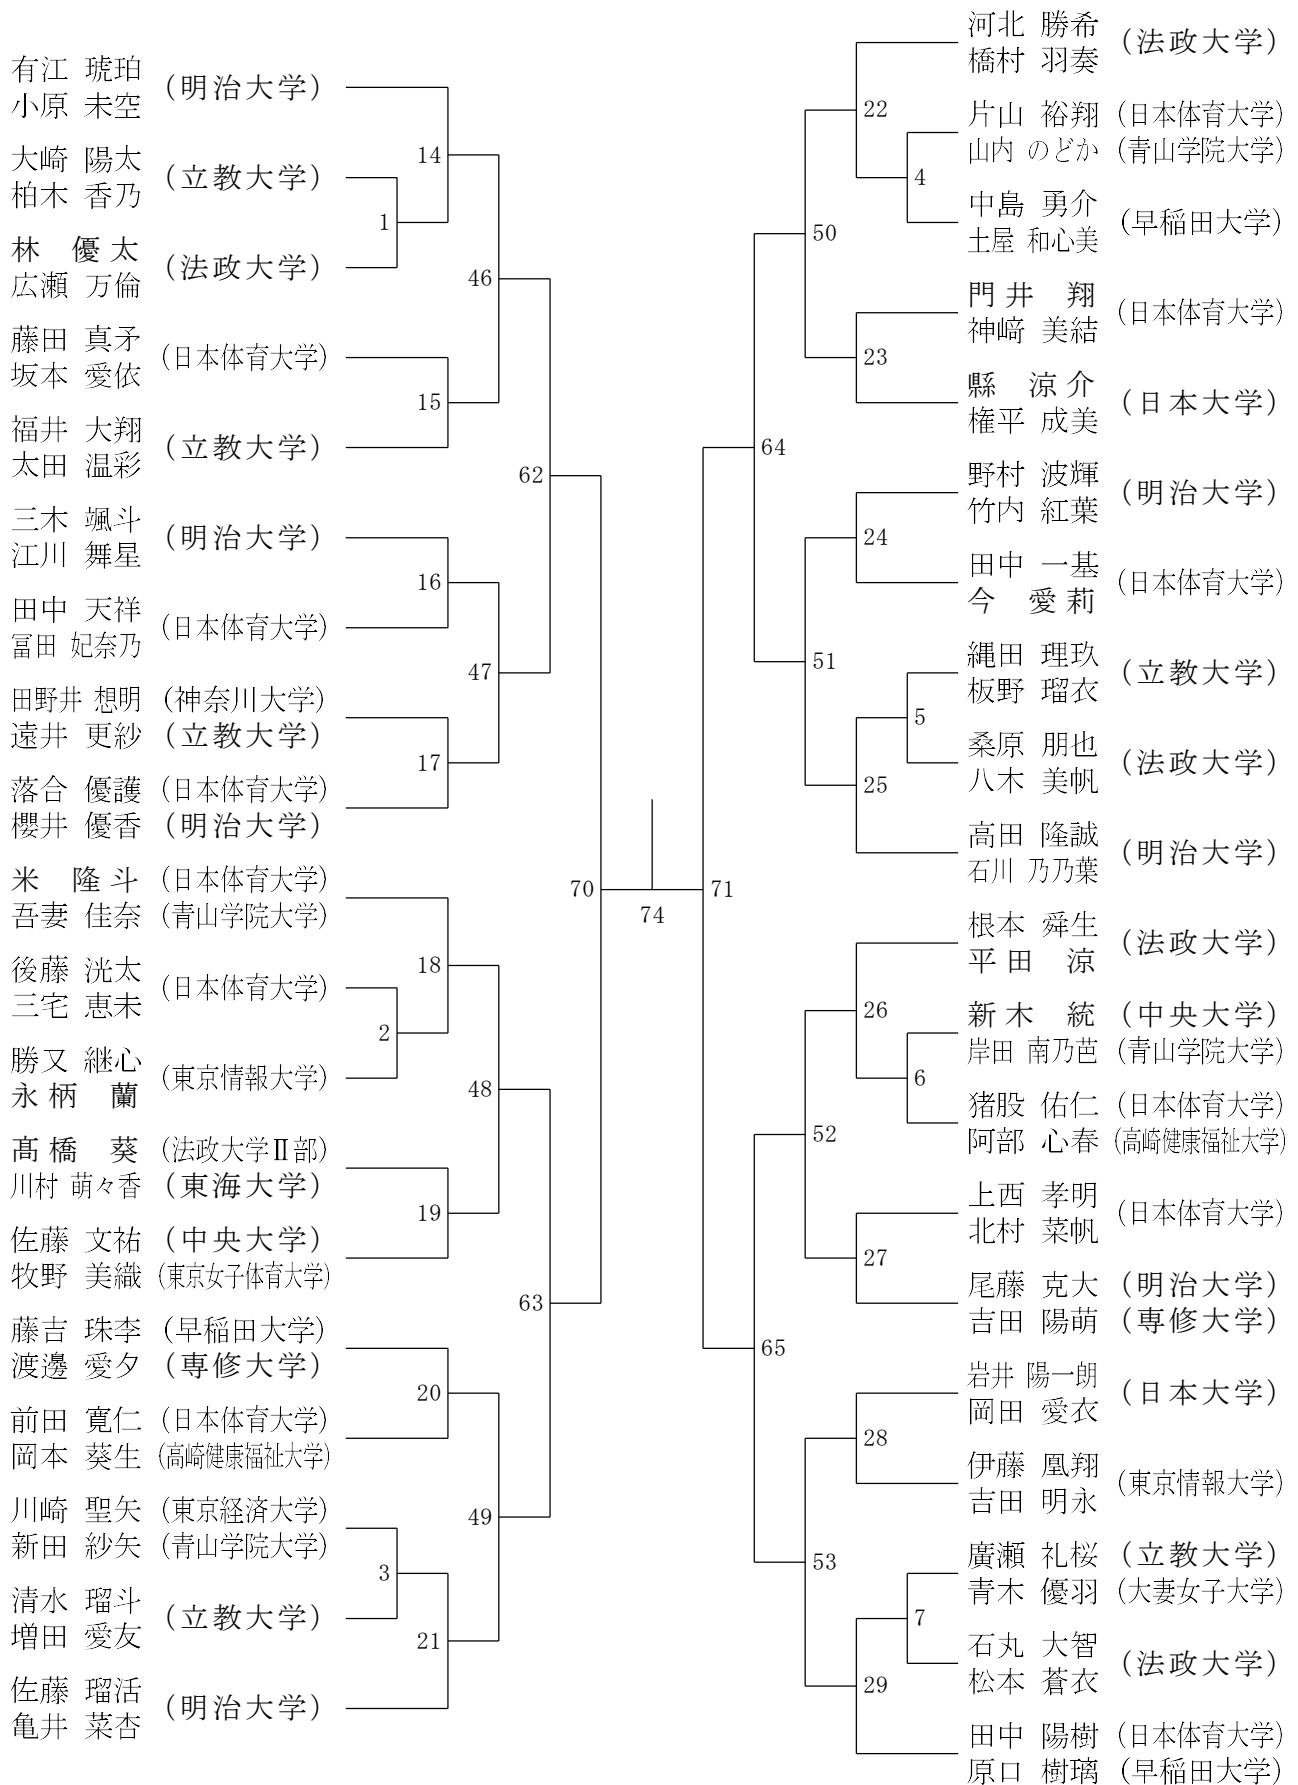 有江 琥珀 (明治大学)
小原 未空
大崎 陽太 (立教大学)
柏木 香乃
林 優太 (法政大学)
広瀬 万倫
藤田 真矛 (日本体育大学)
坂本 愛依
福井 大翔 (立教大学)
太田 温彩
三木 颯斗 (明治大学)
江川 舞星
田中 天祥 (日本体育大学)
冨田 妃奈乃
田野井 想明 (神奈川大学)
遠井 更紗 (立教大学)
落合 優護 (日本体育大学)
櫻井 優香 (明治大学)
米 隆斗 (日本体育大学)
吾妻 佳奈 (青山学院大学)
後藤 洸太 (日本体育大学)
三宅 恵未
勝又 継心 (東京情報大学)
永柄 蘭
髙橋 葵 (法政大学Ⅱ部)
川村 萌々香 (東海大学)
佐藤 文祐 (中央大学)
牧野 美織 (東京女子体育大学)
藤吉 珠李 (早稲田大学)
渡邊 愛夕 (専修大学)
前田 寛仁 (日本体育大学)
岡本 葵生 (高崎健康福祉大学)
川崎 聖矢 (東京経済大学)
新田 紗矢 (青山学院大学)
清水 瑠斗 (立教大学)
増田 愛友
佐藤 瑠活 (明治大学)
亀井 菜杏
1
2
3
14
15
16
17
18
19
20
21
46
47
48
49
62
63
70
74
71
64
65
50
51
52
53
22
23
24
25
26
27
28
29
4
5
6
7
河北 勝希 (法政大学)
橋村 羽奏
片山 裕翔 (日本体育大学)
山内 のどか (青山学院大学)
中島 勇介 (早稲田大学)
土屋 和心美
門井 翔 (日本体育大学)
神﨑 美結
縣 涼介 (日本大学)
権平 成美
野村 波輝 (明治大学)
竹内 紅葉
田中 一基 (日本体育大学)
今 愛莉
縄田 理玖 (立教大学)
板野 瑠衣
桑原 朋也 (法政大学)
八木 美帆
高田 隆誠 (明治大学)
石川 乃乃葉
根本 舜生 (法政大学)
平田 涼
新木 統 (中央大学)
岸田 南乃芭 (青山学院大学)
猪股 佑仁 (日本体育大学)
阿部 心春 (高崎健康福祉大学)
上西 孝明 (日本体育大学)
北村 菜帆
尾藤 克大 (明治大学)
吉田 陽萌 (専修大学)
岩井 陽一朗 (日本大学)
岡田 愛衣
伊藤 凰翔 (東京情報大学)
吉田 明永
廣瀬 礼桜 (立教大学)
青木 優羽 (大妻女子大学)
石丸 大智 (法政大学)
松本 蒼衣
田中 陽樹 (日本体育大学)
原口 樹璃 (早稲田大学)